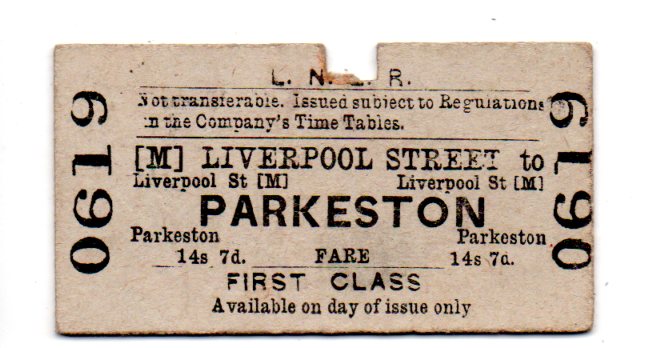 L. N. E. R.
Not transferable. Issued subject to Regulations
in the Company's Time Tables.
[M] LIVERPOOL STREET to
Liverpool St [M] Liverpool St [M]
PARKESTON
Parkeston Parkeston
14s 7d. FARE 14s 7d.
FIRST CLASS
Available on day of issue only
0619
0619